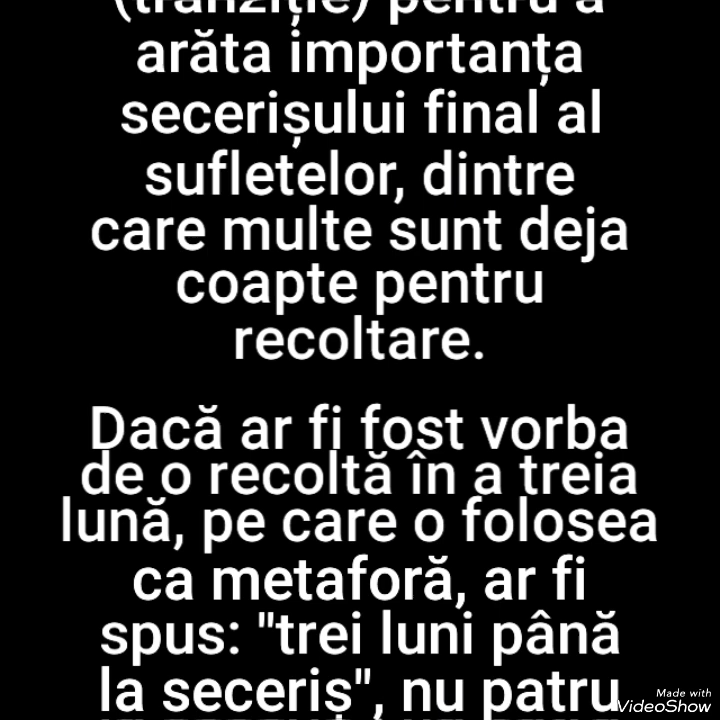 (tranziție) pentru a
arăta importanța
secerișului final al
sufletelor, dintre
care multe sunt deja
coapte pentru
recoltare.
Dacă ar fi fost vorba
de o recoltă în a treia
lună, pe care o folosea
ca metaforă, ar fi
spus: "trei luni până
la seceriș", nu patru
Made with
VideoShow